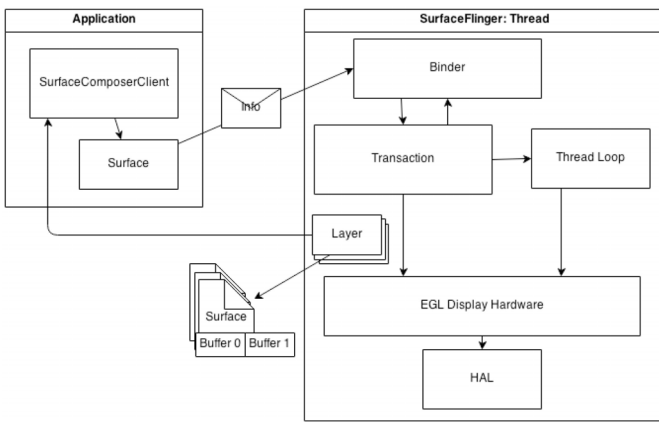 Application
SurfaceFlinger: Thread
SurfaceComposerClient
Binder
Info
Surface
Transaction
Thread Loop
Layer
Surface
Buffer 0
Buffer 1
EGL Display Hardware
HAL